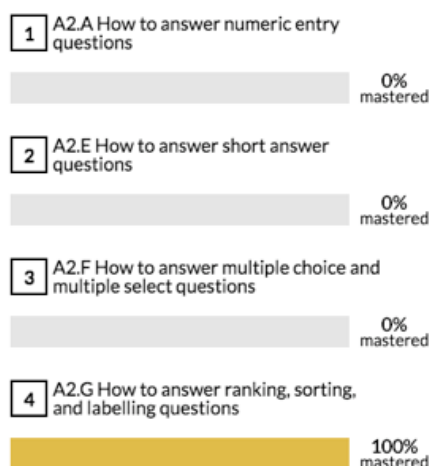 1
A2.A How to answer numeric entry
questions
0%
mastered
2
A2.E How to answer short answer
questions
0%
mastered
3
A2.F How to answer multiple choice and
multiple select questions
0%
mastered
4
A2.G How to answer ranking, sorting,
and labelling questions
100%
mastered